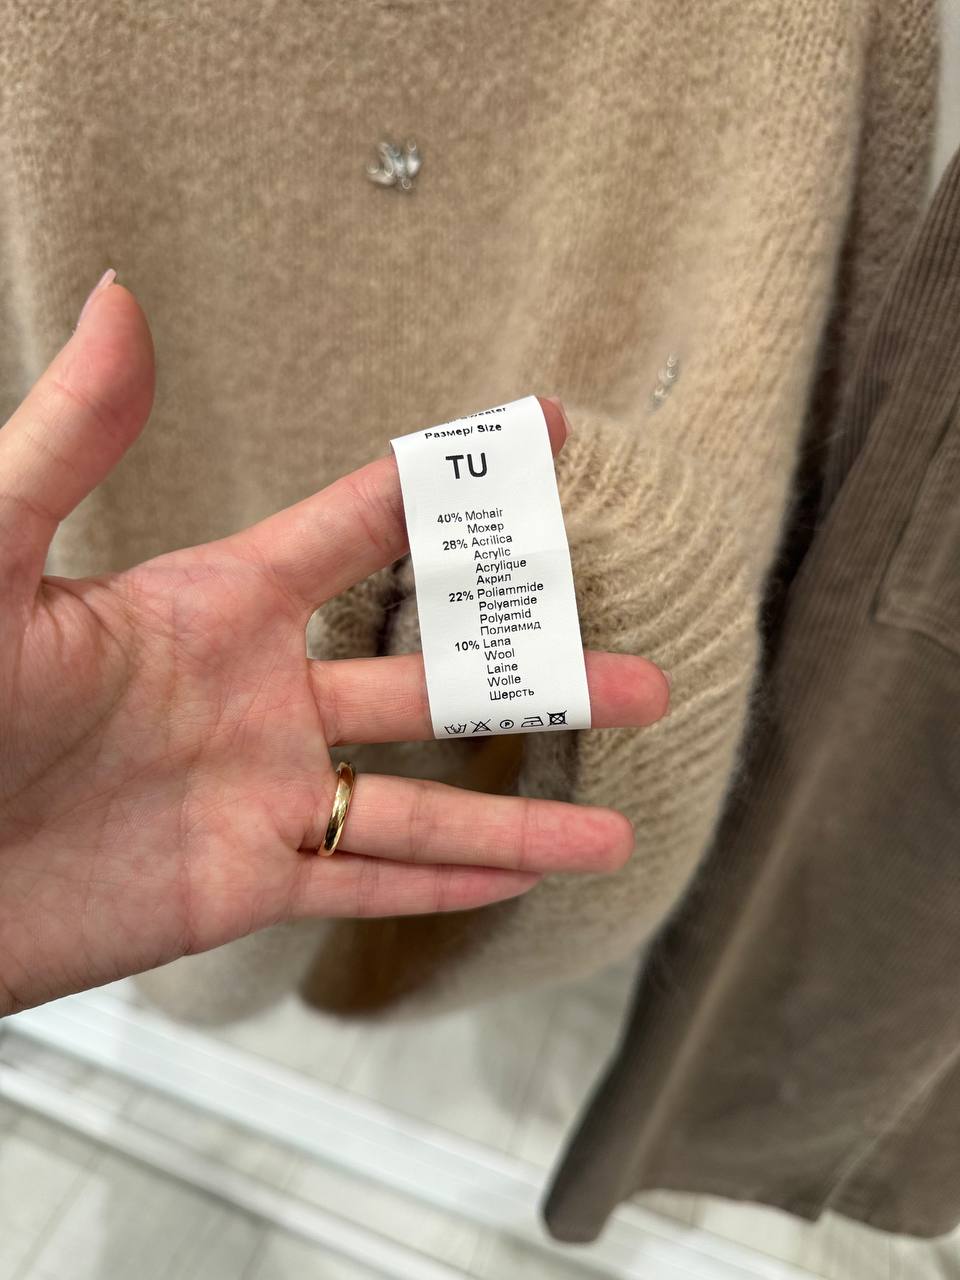 Размер/ Size
TU
40% Mohair
Мохер
28% Acrilica
Acrylic
Acrylique
Акрил
22% Poliammide
Polyamide
Polyamid
Полиамид
10% Lana
Wool
Laine
Wolle
Шерсть
P